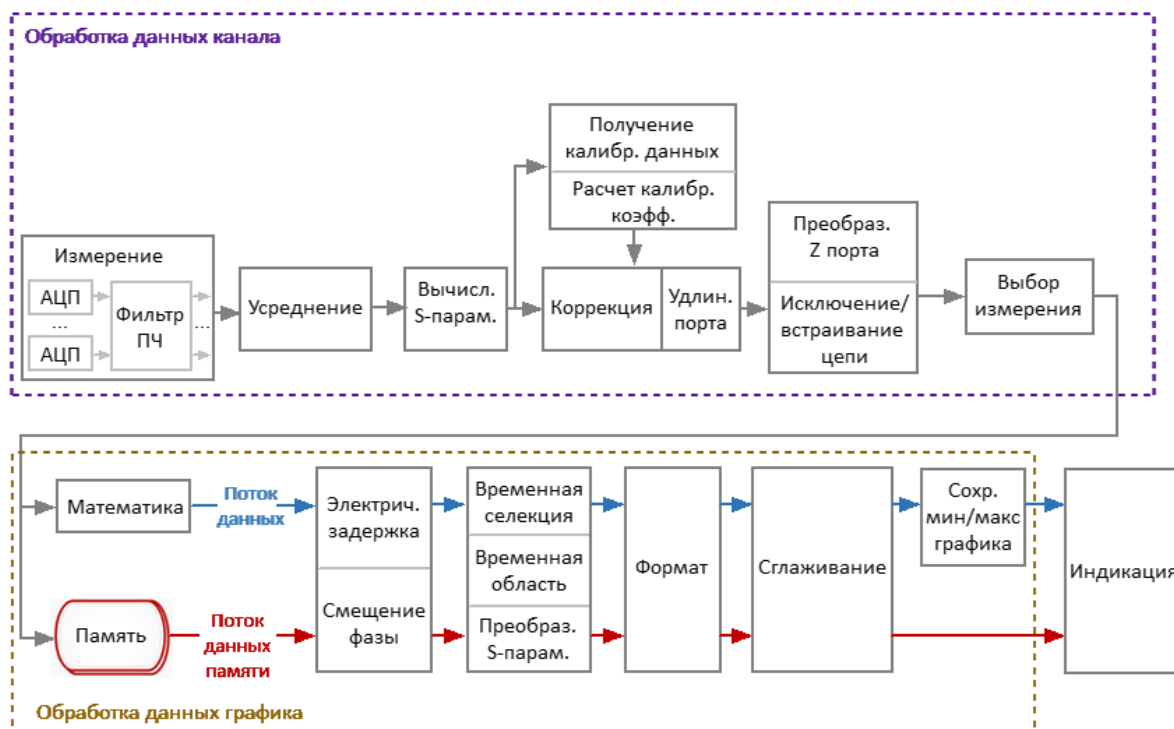 Обработка данных канала
Получение
калибр. данных
Расчет калибр.
коэфф.
Измерение
АЦП
...
АЦП
Фильтр
ПЧ
...
Усреднение
Вычисл.
S-парам.
Коррекция
Удлин.
порта
Преобраз.
Z порта
Исключение/
встраивание
цепи
Выбор
измерения
Математика
Поток
данных
Электрич.
задержка
Временная
селекция
Временная
область
Формат
Сглаживание
Сохр.
мин/макс
графика
Индикация
Память
Поток
данных
памяти
Смещение
фазы
Преобраз.
S-парам.
Обработка данных графика